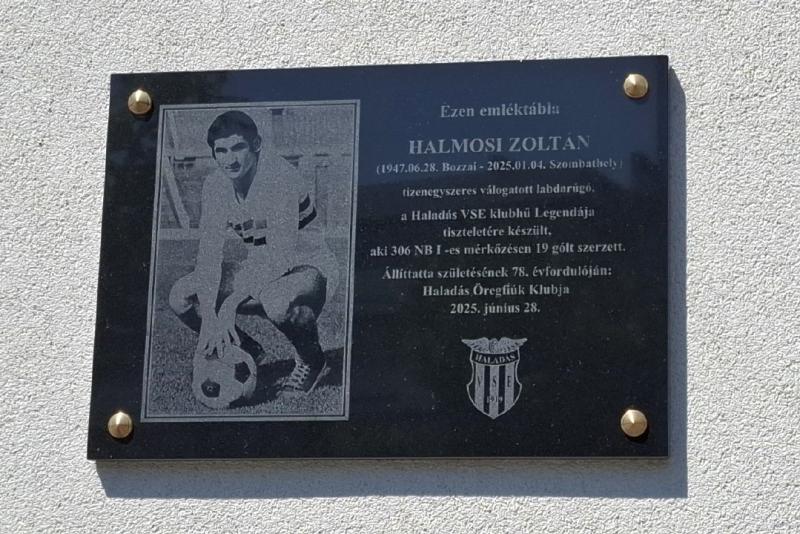 Ezen emléktábla
HALMOSI ZOLTÁN
(1947.06.28. Bozzai - 2025.01.04. Szombathely)
tizenegyszeres válogatott labdarúgó,
a Haladás VSE klubhű Legendája
tiszteletére készült,
aki 306 NB I -es mérkőzésen 19 gólt szerzett.
Állíttatta születésének 78. évfordulóján:
Haladás Öregfiúk Klubja
2025. június 28.
HALADÁS
VSE
1919